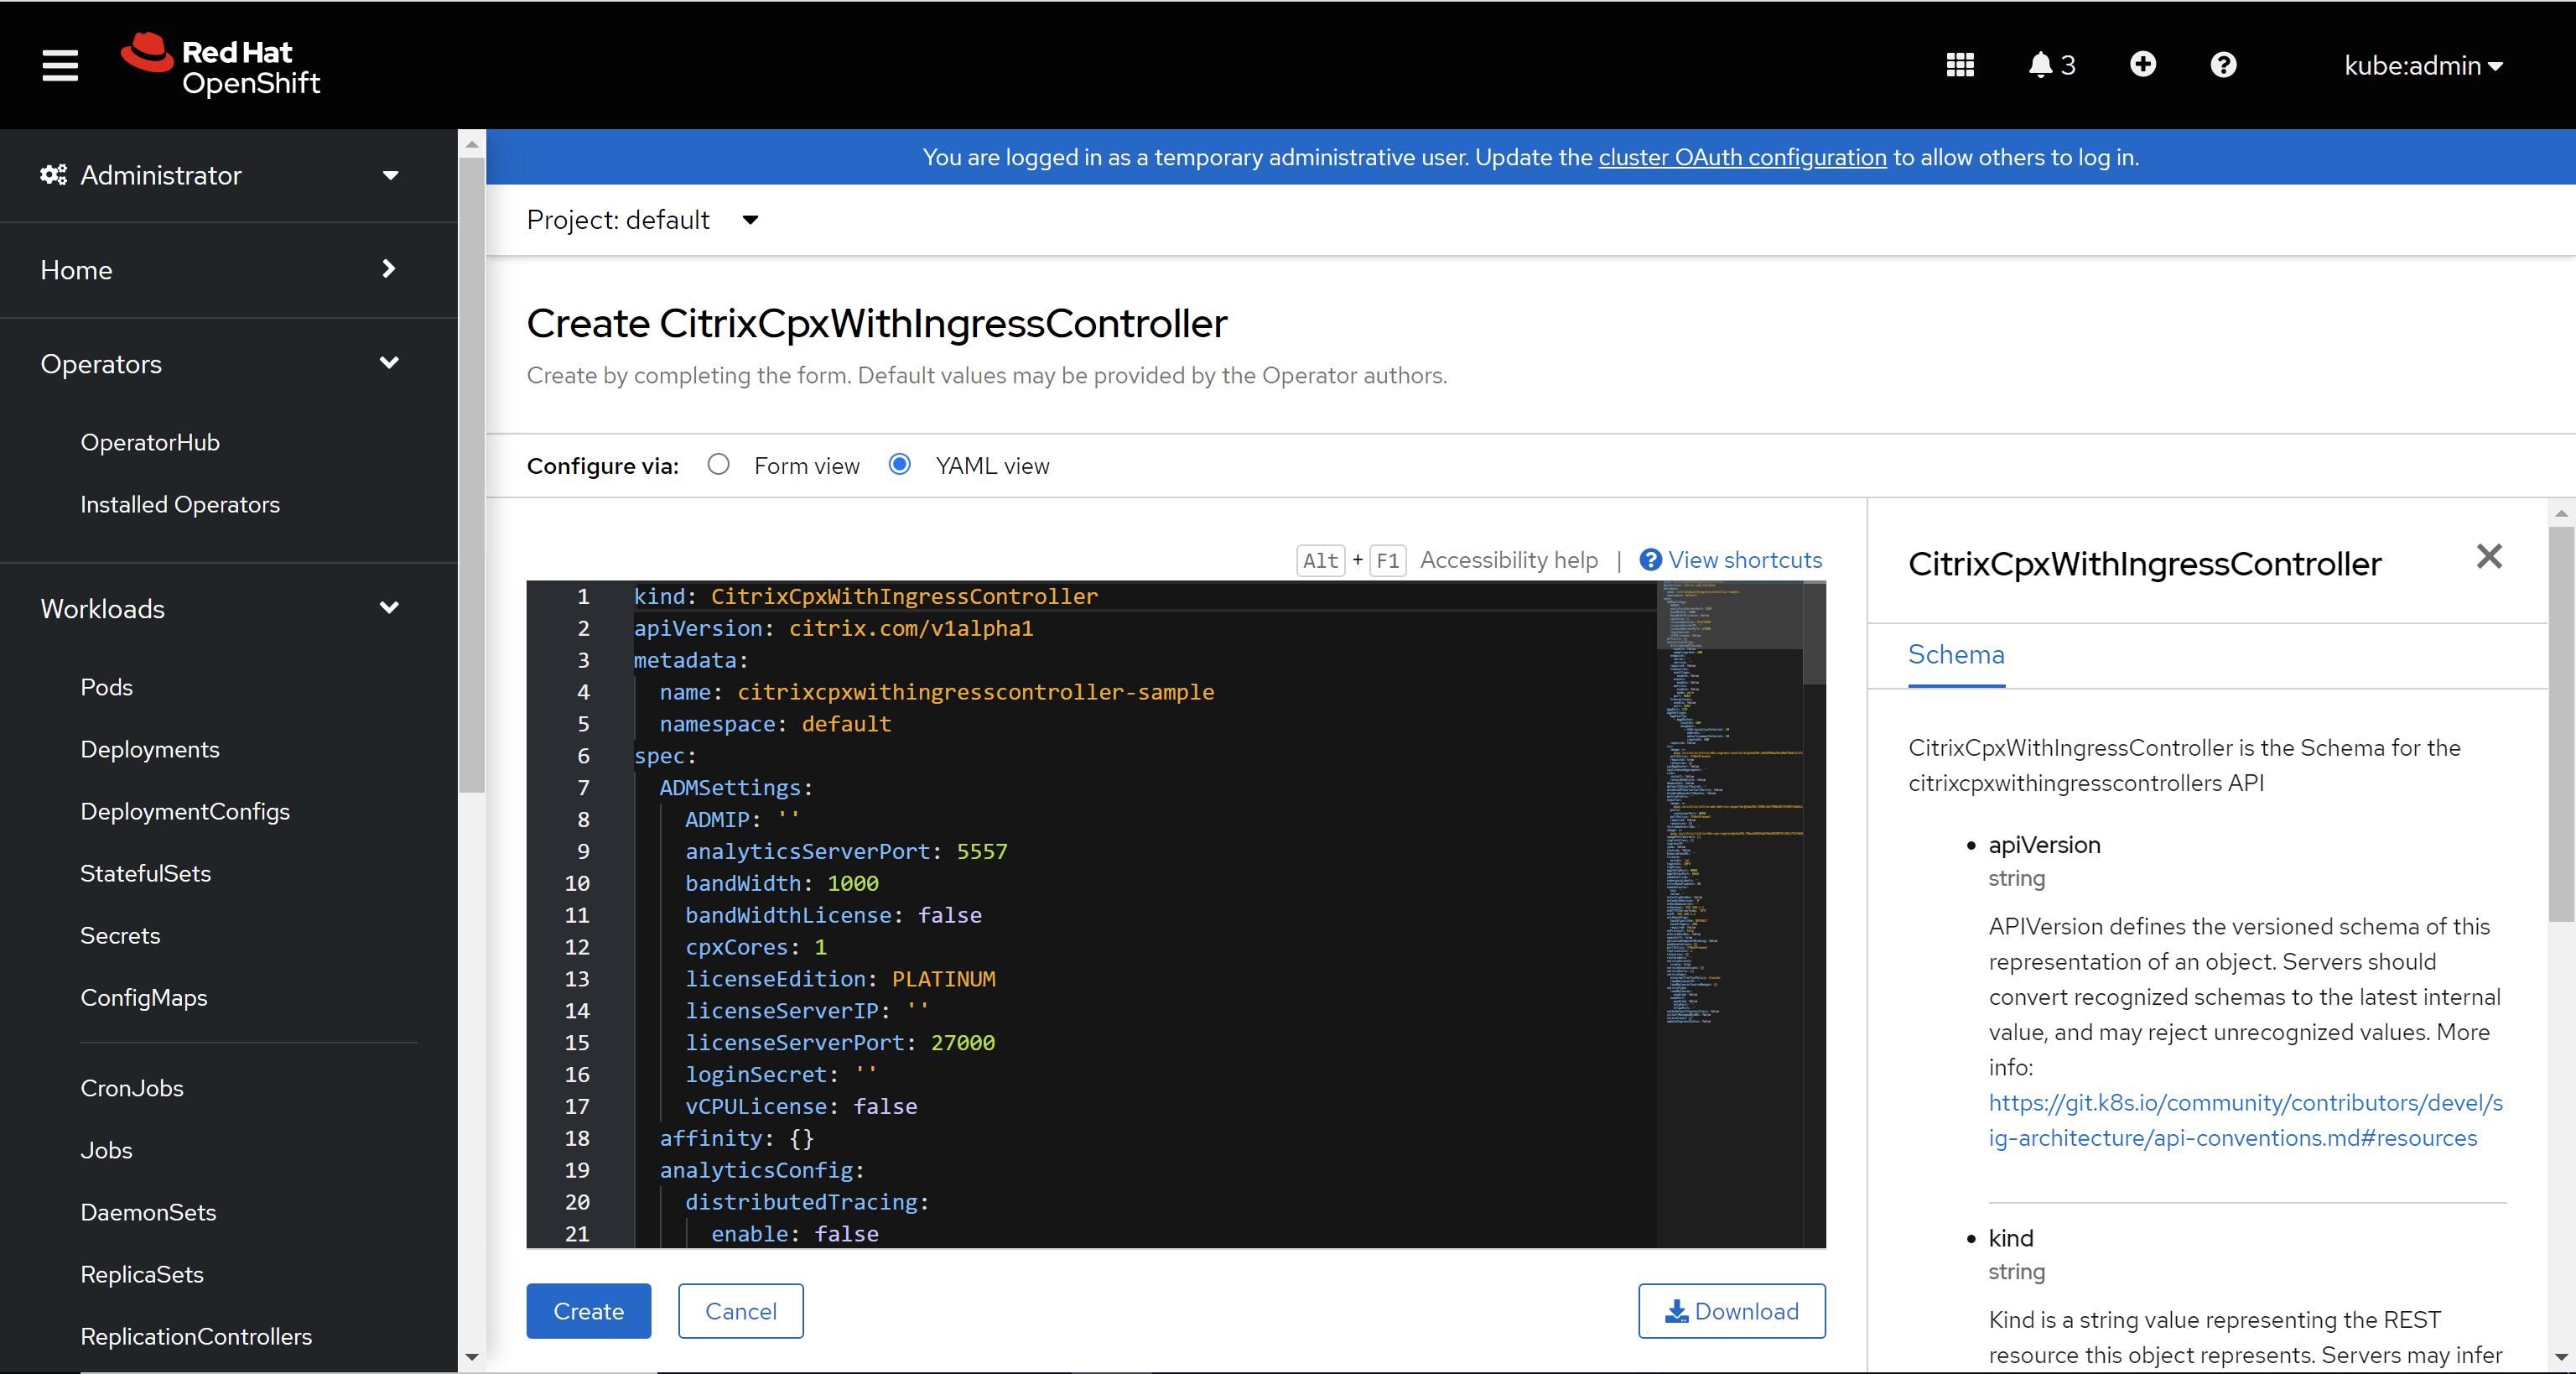 Red Hat
OpenShift
3
kube:admin
Administrator
Home
Operators
OperatorHub
Installed Operators
Workloads
Pods
Deployments
DeploymentConfigs
StatefulSets
Secrets
ConfigMaps
CronJobs
Jobs
DaemonSets
ReplicaSets
ReplicationControllers
You are logged in as a temporary administrative user. Update the cluster OAuth configuration to allow others to log in.
Project: default
Create CitrixCpxWithIngressController
Create by completing the form. Default values may be provided by the Operator authors.
Configure via: Form view YAML view
Alt + F1 Accessibility help | View shortcuts
1 kind: CitrixCpxWithIngressController
2 apiVersion: citrix.com/v1alpha1
3 metadata:
4 name: citrixcpxwithingresscontroller-sample
5 namespace: default
6 spec:
7 ADMSettings:
8 ADMIP: ''
9 analyticsServerPort: 5557
10 bandWidth: 1000
11 bandWidthLicense: false
12 cpxCores: 1
13 licenseEdition: PLATINUM
14 licenseServerIP: ''
15 licenseServerPort: 27000
16 loginSecret: ''
17 vCPULicense: false
18 affinity: {}
19 analyticsConfig:
20 distributedTracing:
21 enable: false
Create Cancel Download
CitrixCpxWithIngressController
Schema
CitrixCpxWithIngressController is the Schema for the
citrixcpxwithingresscontrollers API
• apiVersion
string
APIVersion defines the versioned schema of this
representation of an object. Servers should
convert recognized schemas to the latest internal
value, and may reject unrecognized values. More
info:
https://git.k8s.io/community/contributors/devel/s
ig-architecture/api-conventions.md#resources
• kind
string
Kind is a string value representing the REST
resource this object represents. Servers may infer